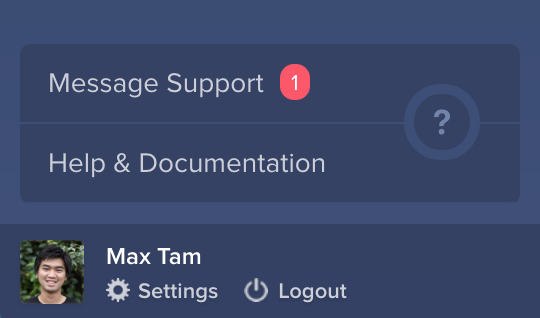 Message Support 1
?
Help & Documentation
Max Tam
Settings Logout